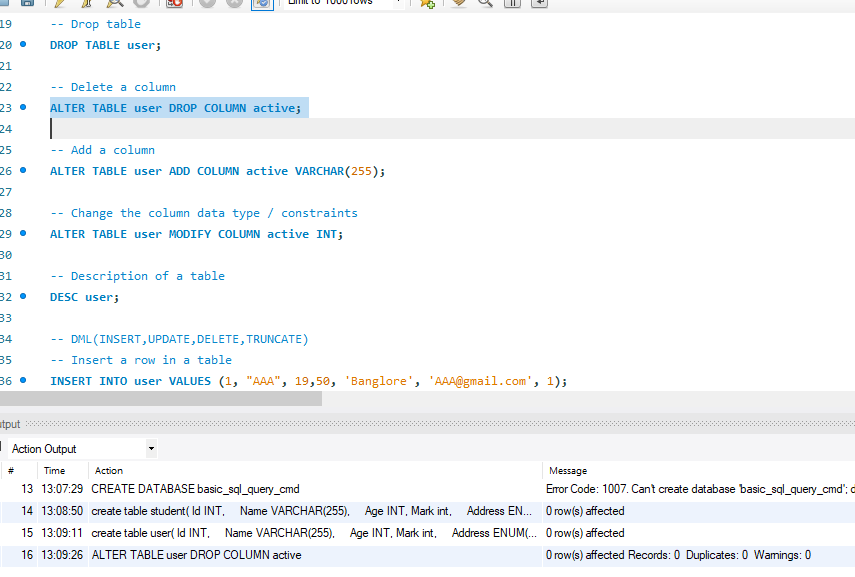 Limit to 1000 rows
19 -- Drop table
20 DROP TABLE user;
21
22 -- Delete a column
23 ALTER TABLE user DROP COLUMN active;
24
25 -- Add a column
26 ALTER TABLE user ADD COLUMN active VARCHAR(255);
27
28 -- Change the column data type / constraints
29 ALTER TABLE user MODIFY COLUMN active INT;
30
31 -- Description of a table
32 DESC user;
33
34 -- DML(INSERT,UPDATE,DELETE,TRUNCATE)
35 -- Insert a row in a table
36 INSERT INTO user VALUES (1, "AAA", 19,50, 'Banglore', 'AAA@gmail.com', 1);
utput
Action Output
# Time Action Message
13 13:07:29 CREATE DATABASE basic_sql_query_cmd Error Code: 1007. Can't create database 'basic_sql_query_cmd'; d
14 13:08:50 create table student( Id INT, Name VARCHAR(255), Age INT, Mark int, Address EN... 0 row(s) affected
15 13:09:11 create table user( Id INT, Name VARCHAR(255), Age INT, Mark int, Address ENUM(... 0 row(s) affected
16 13:09:26 ALTER TABLE user DROP COLUMN active 0 row(s) affected Records: 0 Duplicates: 0 Warnings: 0